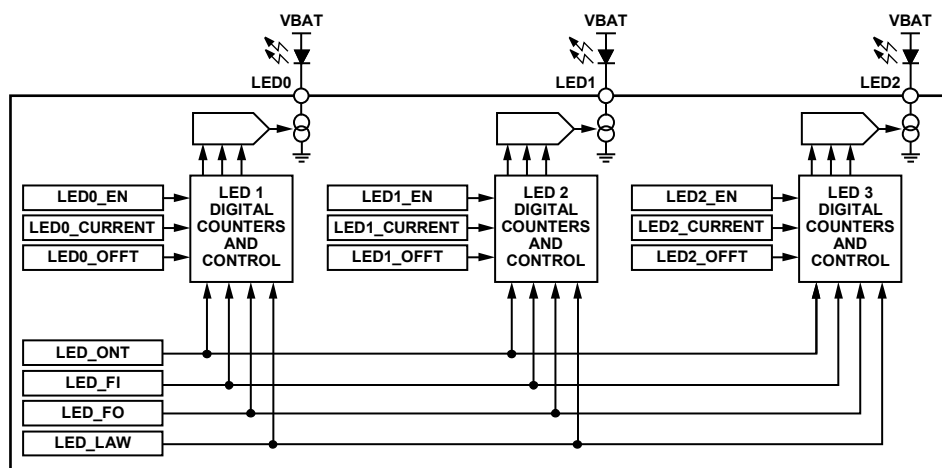 VBAT
VBAT
VBAT
LED0
LED1
LED2
LED0_EN
LED0_CURRENT
LED0_OFFT
LED 1
DIGITAL
COUNTERS
AND
CONTROL
LED1_EN
LED1_CURRENT
LED1_OFFT
LED 2
DIGITAL
COUNTERS
AND
CONTROL
LED2_EN
LED2_CURRENT
LED2_OFFT
LED 3
DIGITAL
COUNTERS
AND
CONTROL
LED_ONT
LED_FI
LED_FO
LED_LAW